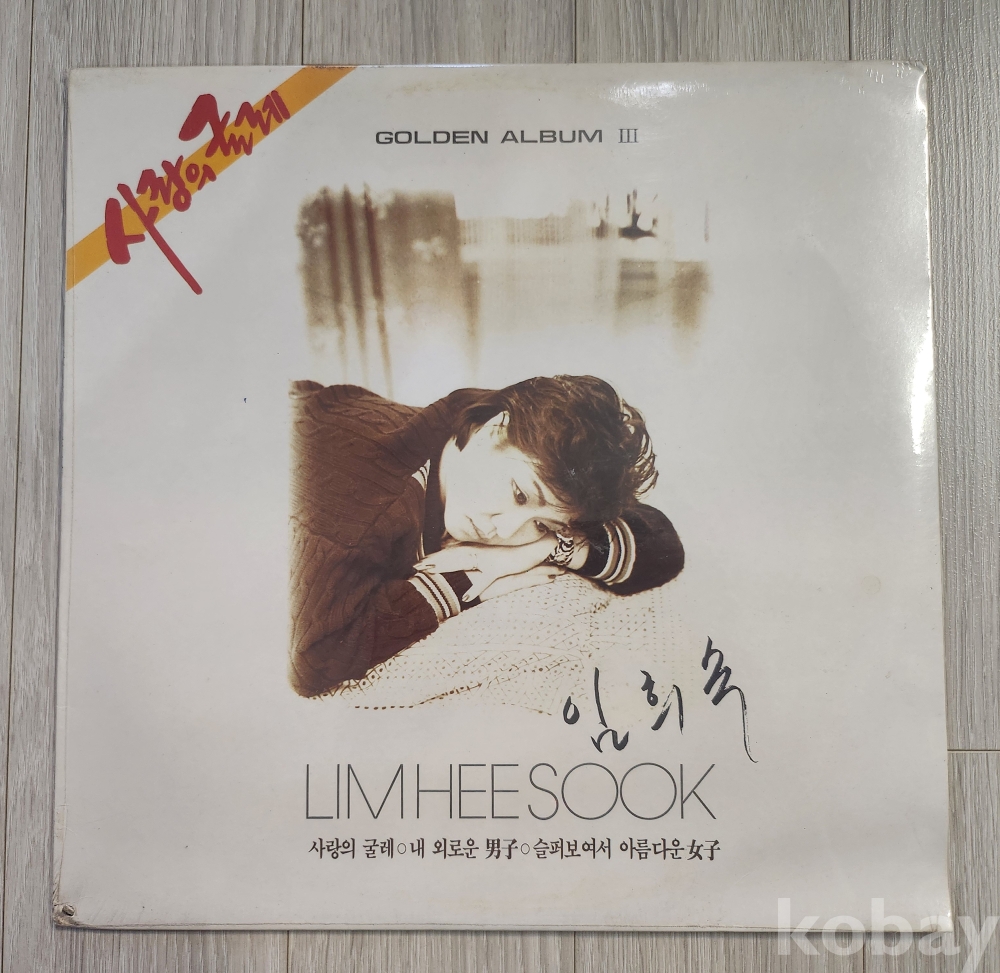 사랑의 굴레
GOLDEN ALBUM III
임희숙
LIM HEE SOOK
사랑의 굴레○내 외로운 男子○슬퍼보여서 아름다운 女子
kobay